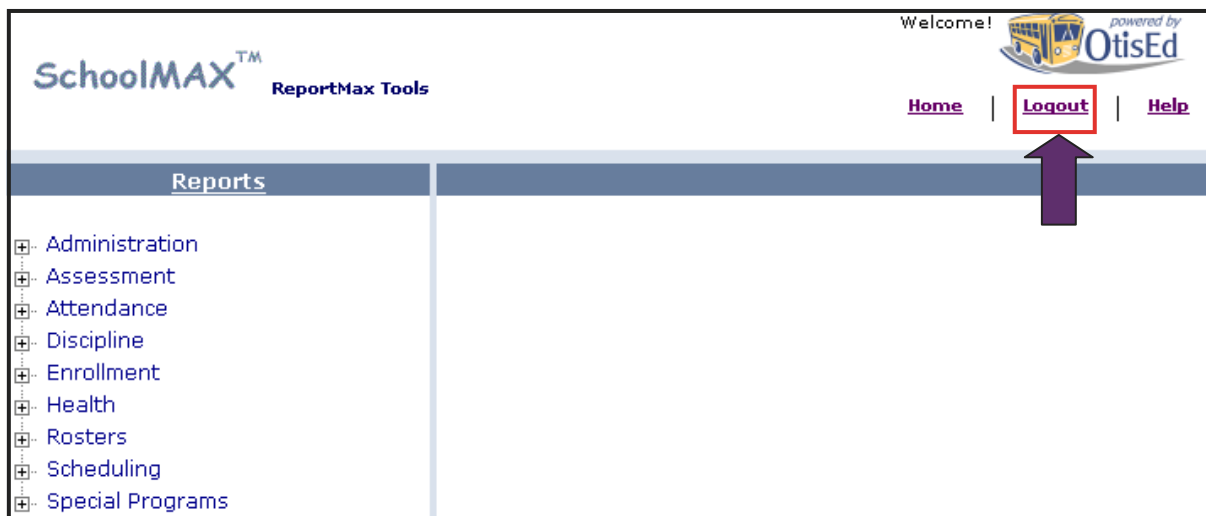 Welcome!
powered by
OtisEd
SchoolMAX™
ReportMax Tools
Home | Logout | Help
Reports
Administration
Assessment
Attendance
Discipline
Enrollment
Health
Rosters
Scheduling
Special Programs